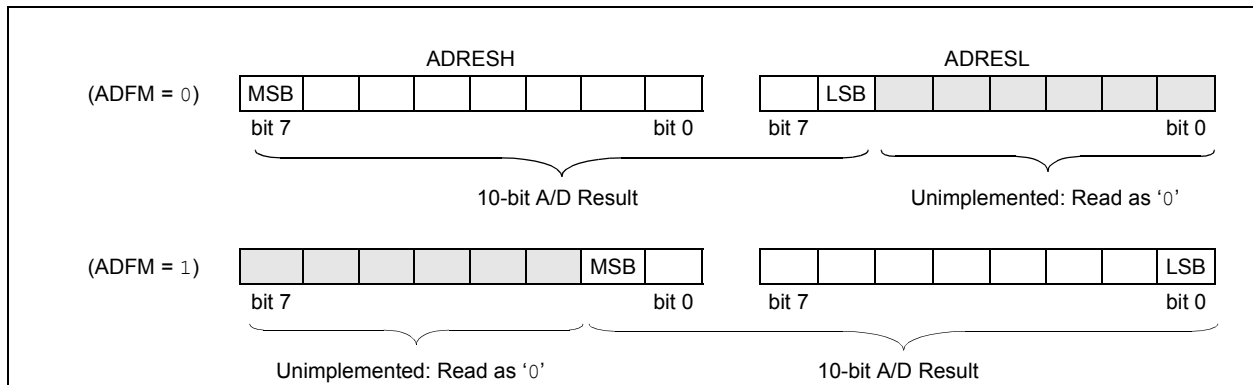 ADRESH ADRESL
(ADFM = 0) MSB LSB
bit 7 bit 0 bit 7 bit 0
10-bit A/D Result Unimplemented: Read as ‘0’
(ADFM = 1) MSB LSB
bit 7 bit 0 bit 7 bit 0
Unimplemented: Read as ‘0’ 10-bit A/D Result